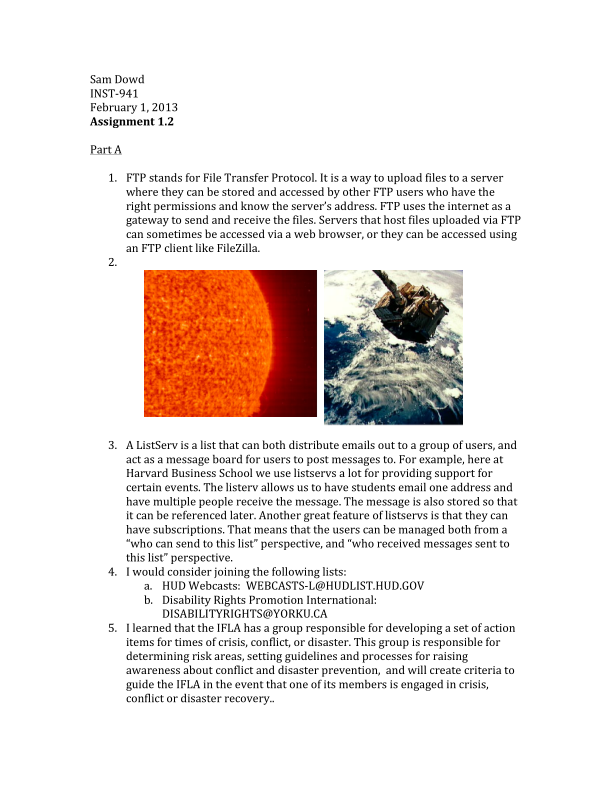 Sam Dowd
INST-941
February 1, 2013
Assignment 1.2
Part A
1. FTP stands for File Transfer Protocol. It is a way to upload files to a server
where they can be stored and accessed by other FTP users who have the
right permissions and know the server's address. FTP uses the internet as a
gateway to send and receive the files. Servers that host files uploaded via FTP
can sometimes be accessed via a web browser, or they can be accessed using
an FTP client like FileZilla.
2.
3. A ListServ is a list that can both distribute emails out to a group of users, and
act as a message board for users to post messages to. For example, here at
Harvard Business School we use listservs a lot for providing support for
certain events. The listerv allows us to have students email one address and
have multiple people receive the message. The message is also stored so that
it can be referenced later. Another great feature of listservs is that they can
have subscriptions. That means that the users can be managed both from a
“who can send to this list” perspective, and “who received messages sent to
this list” perspective.
4. I would consider joining the following lists:
a. HUD Webcasts:  WEBCASTS-L@HUDLIST.HUD.GOV
b. Disability Rights Promotion International:
DISABILITYRIGHTS@YORKU.CA
5. I learned that the IFLA has a group responsible for developing a set of action
items for times of crisis, conflict, or disaster. This group is responsible for
determining risk areas, setting guidelines and processes for raising
awareness about conflict and disaster prevention,  and will create criteria to
guide the IFLA in the event that one of its members is engaged in crisis,
conflict or disaster recovery..